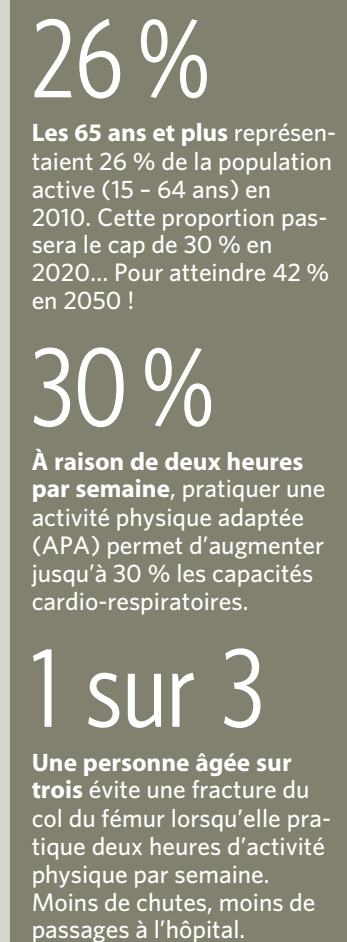 26 %
Les 65 ans et plus représen-
taient 26 % de la population
active (15 – 64 ans) en
2010. Cette proportion pas-
sera le cap de 30 % en
2020... Pour atteindre 42 %
en 2050 !
30 %
À raison de deux heures
par semaine, pratiquer une
activité physique adaptée
(APA) permet d'augmenter
jusqu'à 30 % les capacités
cardio-respiratoires.
1 sur 3
Une personne âgée sur
trois évite une fracture du
col du fémur lorsqu'elle pra-
tique deux heures d'activité
physique par semaine.
Moins de chutes, moins de
passages à l'hôpital.